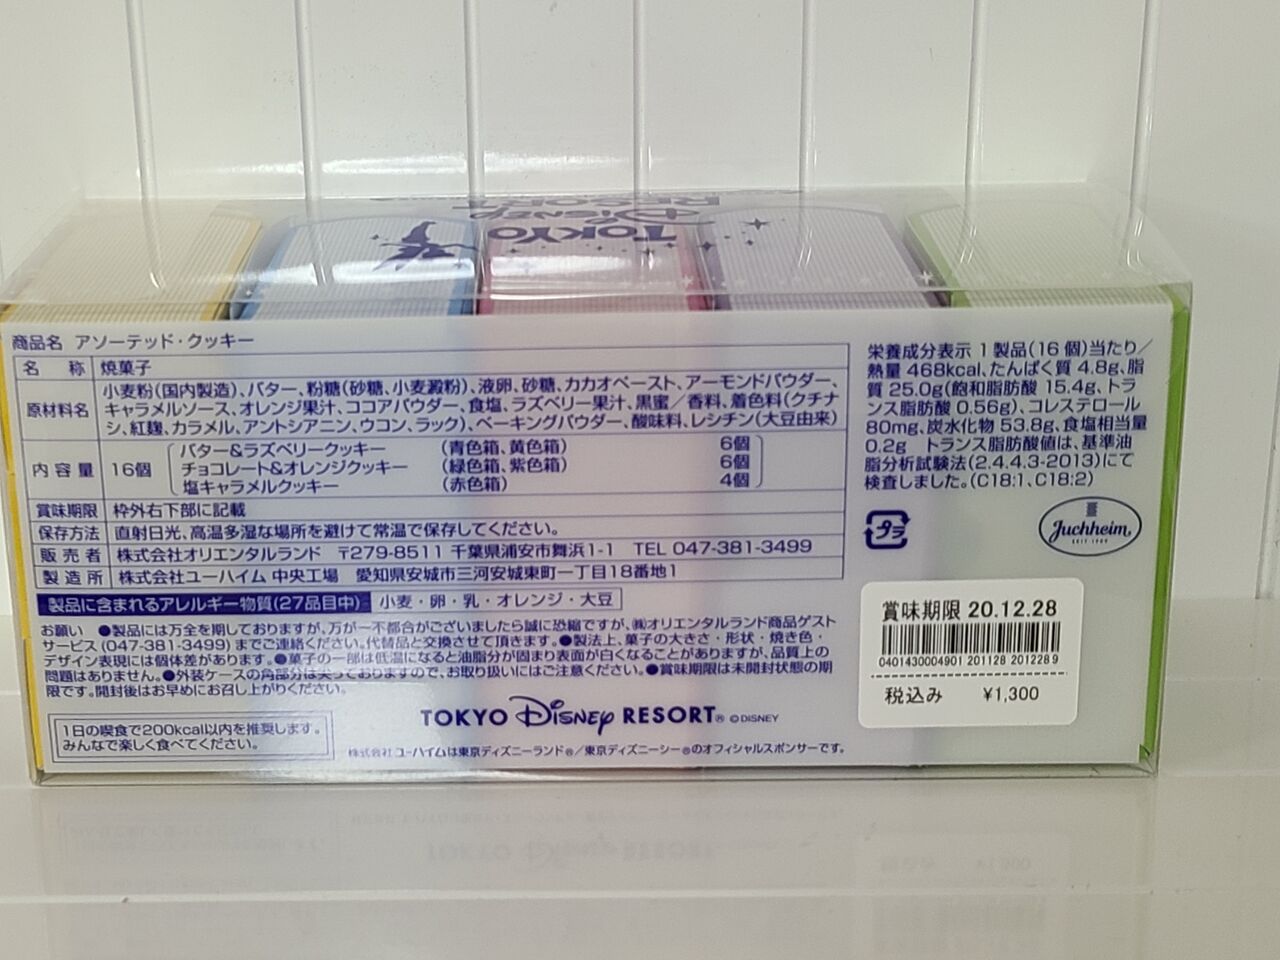 TOKYO
DISNEY
RESORT
商品名 アソーテッド・クッキー
名 称 焼菓子
原材料名 小麦粉(国内製造)、バター、粉糖(砂糖、小麦澱粉)、液卵、砂糖、カカオペースト、アーモンドパウダー、
キャラメルソース、オレンジ果汁、ココアパウダー、食塩、ラズベリー果汁、黒蜜/香料、着色料(クチナ
シ、紅麹、カラメル、アントシアニン、ウコン、ラック)、ベーキングパウダー、酸味料、レシチン(大豆由来)
内容量 16個
バター&ラズベリークッキー (青色箱、黄色箱) 6個
チョコレート&オレンジクッキー (緑色箱、紫色箱) 6個
塩キャラメルクッキー (赤色箱) 4個
賞味期限 枠外右下部に記載
保存方法 直射日光、高温多湿な場所を避けて常温で保存してください。
販売者 株式会社オリエンタルランド 〒279-8511 千葉県浦安市舞浜1-1 TEL 047-381-3499
製造所 株式会社ユーハイム 中央工場 愛知県安城市三河安城東町一丁目18番地1
製品に含まれるアレルギー物質(27品目中) 小麦・卵・乳・オレンジ・大豆
お願い ●製品には万全を期しておりますが、万が一不都合がございましたら誠に恐縮ですが、㈱オリエンタルランド商品ゲスト
サービス(047-381-3499)までご連絡ください。代替品と交換させて頂きます。●製法上、菓子の大きさ・形状・焼き色・
デザイン表現には個体差があります。●菓子の一部は低温になると油脂分が固まり表面が白くなることがありますが、品質上の
問題はありません。●外装ケースの角部分は尖っておりますので、お取り扱いにはご注意ください。●賞味期限は未開封状態の期
限です。開封後はお早めにお召し上がりください。
1日の喫食で200kcal以内を推奨します。
みんなで楽しく食べてください。
TOKYO Disney RESORT® ©DISNEY
株式会社 ユーハイムは東京ディズニーランド®/東京ディズニーシー®のオフィシャルスポンサーです。
栄養成分表示 1製品(16個)当たり/
熱量 468kcal、たんぱく質 4.8g、脂
質 25.0g(飽和脂肪酸 15.4g、トラ
ンス脂肪酸 0.56g)、コレステロール
80mg、炭水化物 53.8g、食塩相当量
0.2g トランス脂肪酸値は、基準油
脂分析試験法(2.4.4.3-2013)にて
検査しました。(C18:1、C18:2)
プラ
Juchheim
SEIT 1909
賞味期限 20.12.28
0401430004901 201128 201228 9
税込み ¥1,300